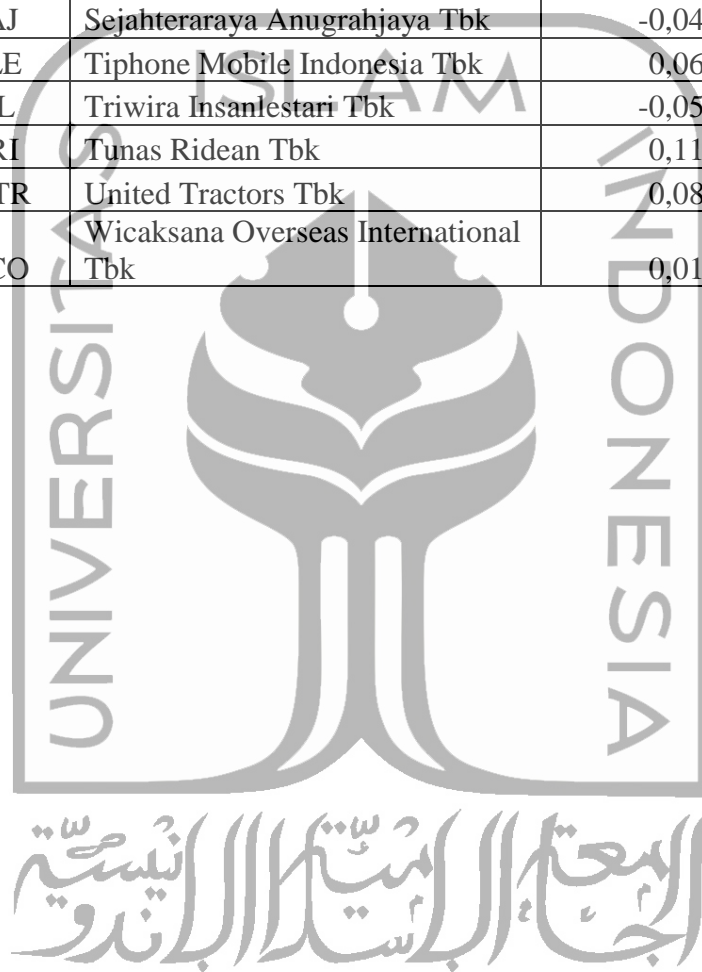 AJ Sejahteraraya Anugrahjaya Tbk -0,04
LE Tiphone Mobile Indonesia Tbk 0,06
L Triwira Insanlestari Tbk -0,05
RI Tunas Ridean Tbk 0,11
TR United Tractors Tbk 0,08
Wicaksana Overseas International
CO Tbk 0,01
UNIVERSITAS
ISLAM
INDONESIA